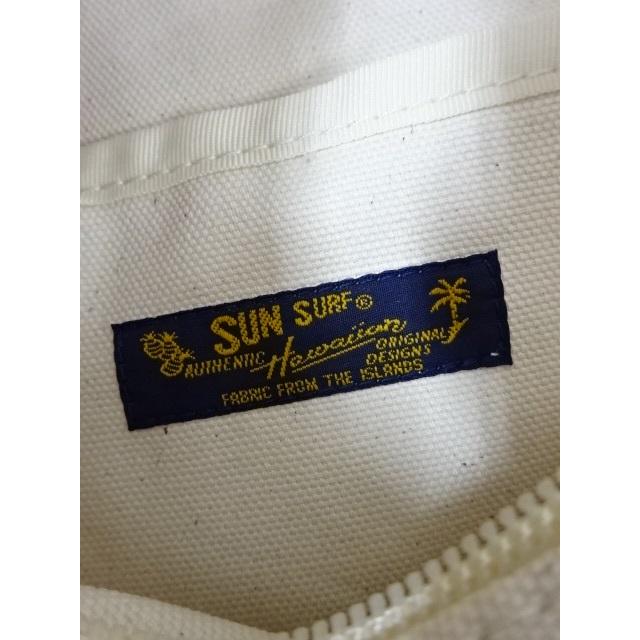 SUN SURF®
AUTHENTIC Hawaiian ORIGINAL
DESIGNS
FABRIC FROM THE ISLANDS